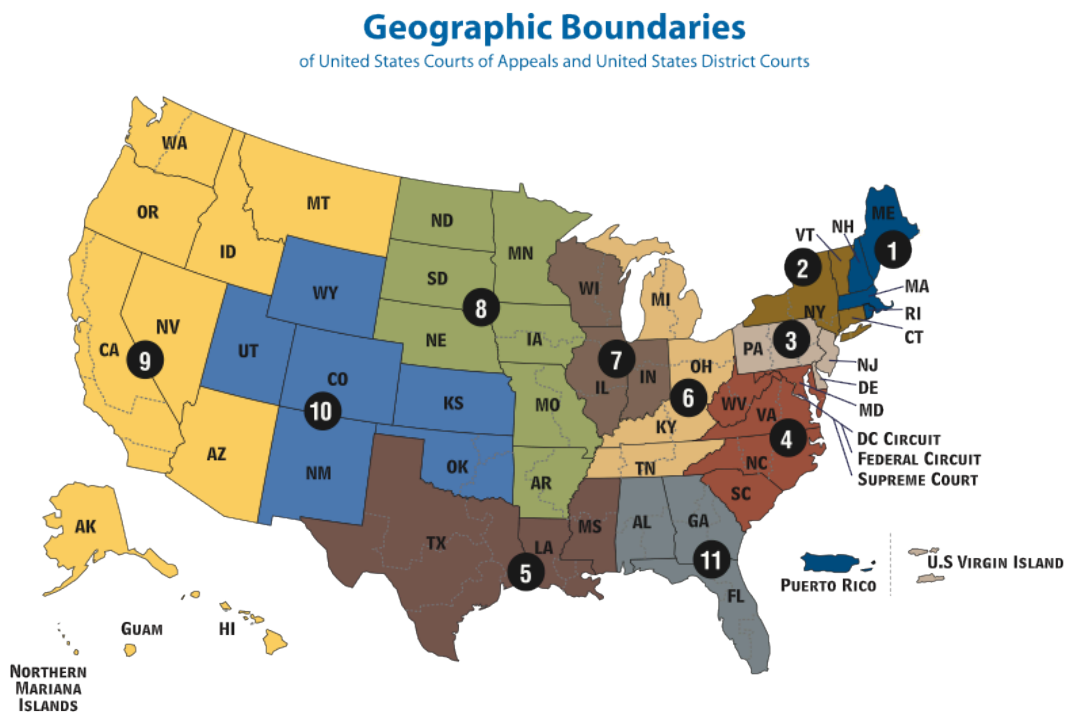 Geographic Boundaries
of United States Courts of Appeals and United States District Courts
WA
OR
ID
MT
ND
SD
NE
MN
IA
MO
AR
WI
IL
IN
MI
OH
KY
TN
ME
NH
VT
NY
MA
RI
CT
PA
NJ
DE
MD
WV
VA
NC
SC
DC CIRCUIT
FEDERAL CIRCUIT
SUPREME COURT
WY
UT
CO
KS
NM
OK
NV
CA
AZ
TX
LA
MS
AL
GA
FL
1
2
3
4
5
6
7
8
9
10
11
AK
HI
GUAM
NORTHERN
MARIANA
ISLANDS
PUERTO RICO
U.S VIRGIN ISLAND